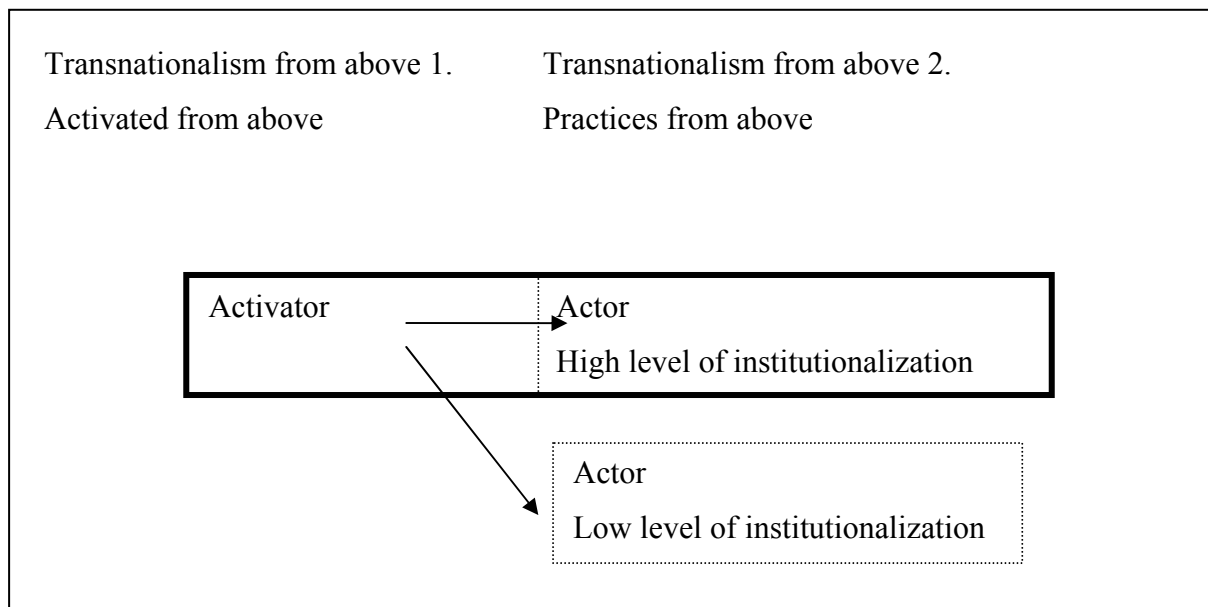 Transnationalism from above 1.
Activated from above
Transnationalism from above 2.
Practices from above
Activator
Actor
High level of institutionalization
Actor
Low level of institutionalization